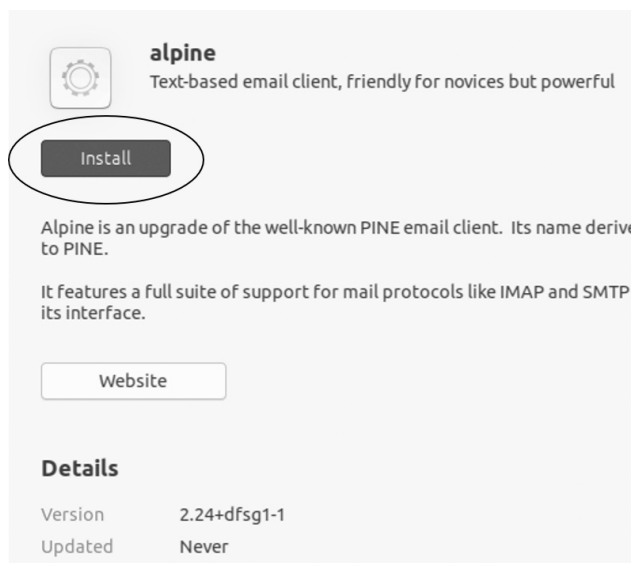 alpine
Text-based email client, friendly for novices but powerful
Install
Alpine is an upgrade of the well-known PINE email client. Its name derive
to PINE.
It features a full suite of support for mail protocols like IMAP and SMTP
its interface.
Website
Details
Version 2.24+dfsg1-1
Updated Never